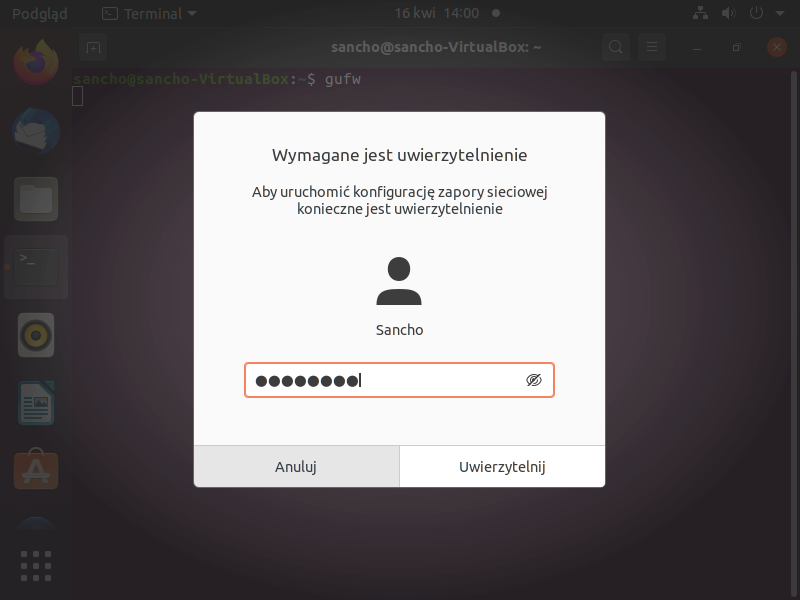 Podgląd
Terminal
16 kwi 14:00
sancho@sancho-VirtualBox: ~
sancho@sancho-VirtualBox:~$ gufw
Wymagane jest uwierzytelnienie
Aby uruchomić konfigurację zapory sieciowej
konieczne jest uwierzytelnienie
Sancho
Anuluj
Uwierzytelnij